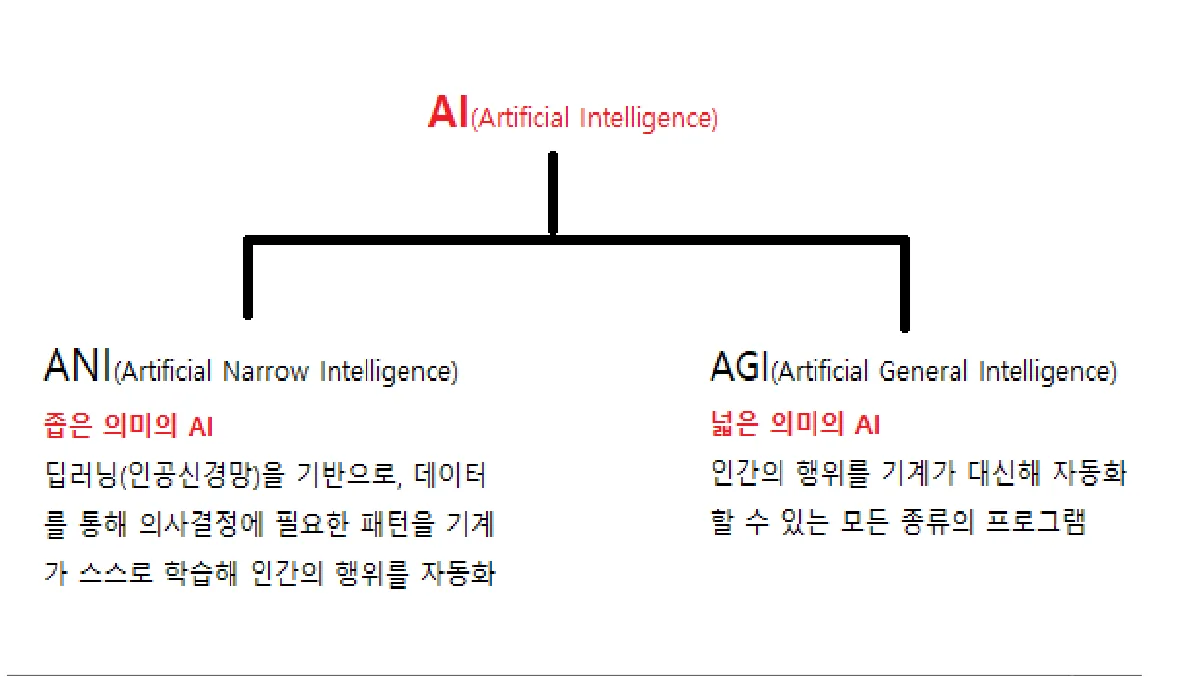 AI(Artificial Intelligence)
ANI(Artificial Narrow Intelligence)
좁은 의미의 AI
딥러닝(인공신경망)을 기반으로, 데이터
를 통해 의사결정에 필요한 패턴을 기계
가 스스로 학습해 인간의 행위를 자동화
AGI(Artificial General Intelligence)
넓은 의미의 AI
인간의 행위를 기계가 대신해 자동화
할 수 있는 모든 종류의 프로그램